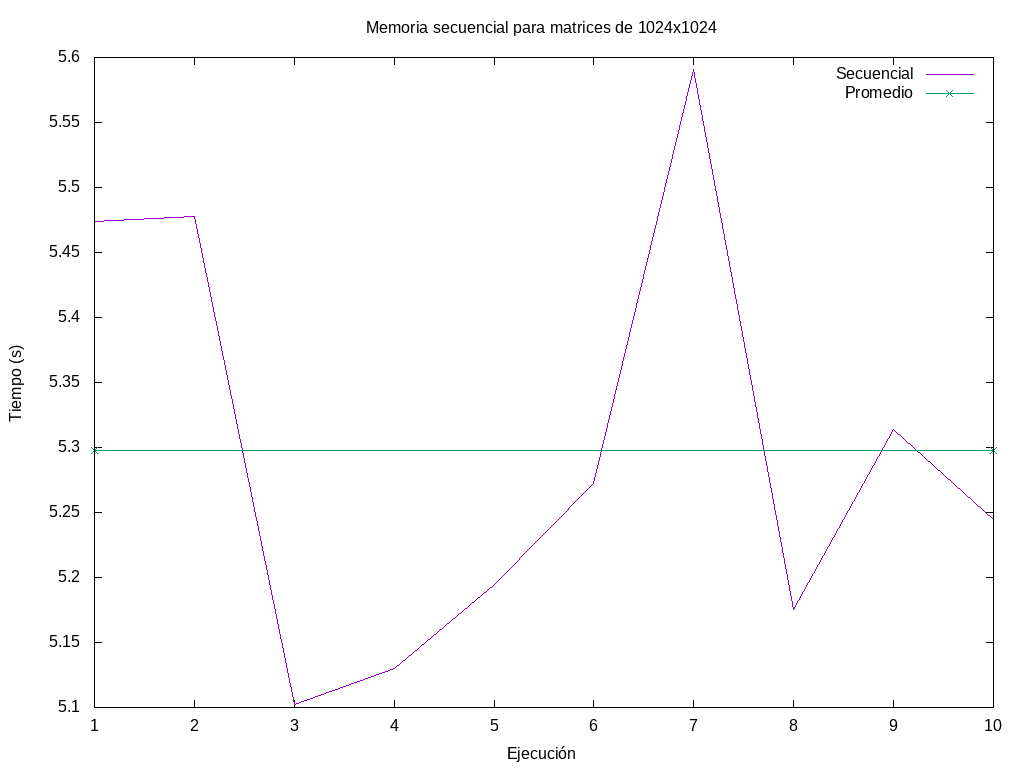 Memoria secuencial para matrices de 1024x1024
Secuencial
Promedio
5.6
5.55
5.5
5.45
5.4
5.35
5.3
5.25
5.2
5.15
5.1
Tiempo (s)
1 2 3 4 5 6 7 8 9 10
Ejecución